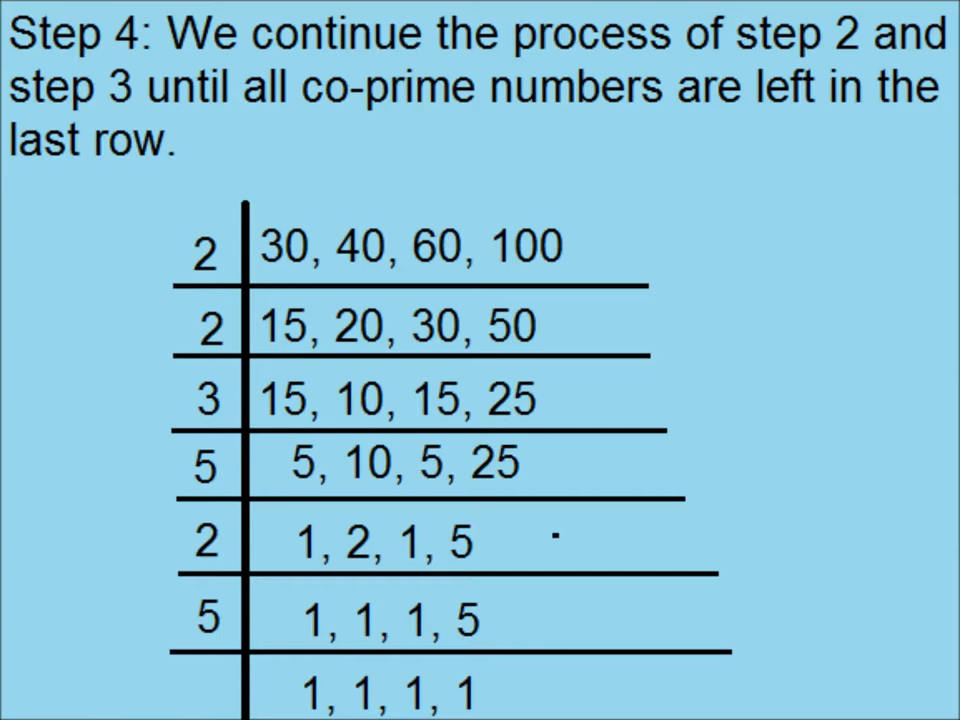 Step 4: We continue the process of step 2 and
step 3 until all co-prime numbers are left in the
last row.
2 30, 40, 60, 100
2 15, 20, 30, 50
3 15, 10, 15, 25
5 5, 10, 5, 25
2 1, 2, 1, 5
5 1, 1, 1, 5
1, 1, 1, 1